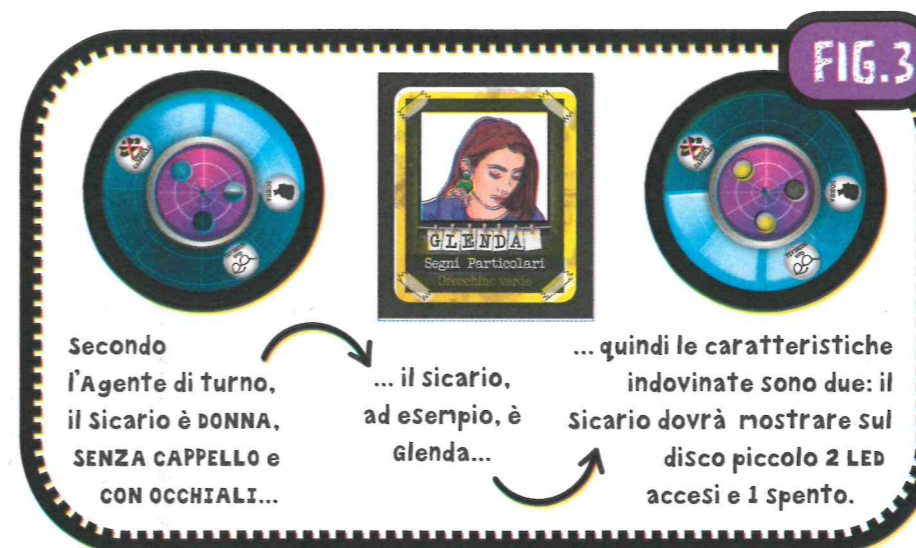 FIG.3
GLENDA
Segni Particolari
Orecchino verde
Secondo
l'Agente di turno,
il Sicario è DONNA,
SENZA CAPPELLO e
CON OCCHIALI...
... il Sicario,
ad esempio, è
Glenda...
... quindi le caratteristiche
indovinate sono due: il
Sicario dovrà mostrare sul
disco piccolo 2 LED
accesi e 1 spento.